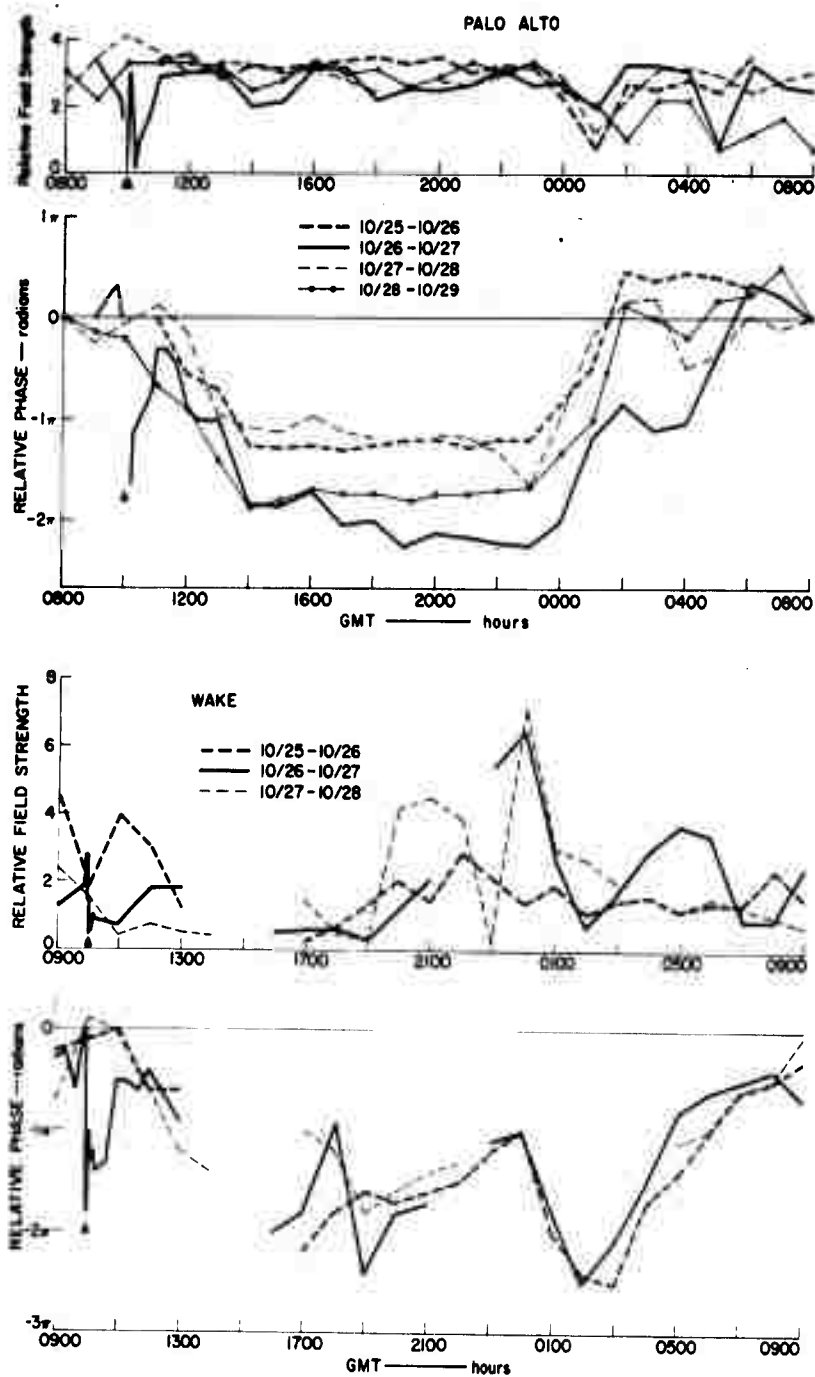 PALO ALTO
Relative Field Strength
4
2
0
0800 1200 1600 2000 0000 0400 0800
1π
0
-1π
-2π
RELATIVE PHASE — radians
10/25-10/26
10/26-10/27
10/27-10/28
10/28-10/29
0800 1200 1600 2000 0000 0400 0800
GMT — hours
WAKE
RELATIVE FIELD STRENGTH
8
6
4
2
0
10/25-10/26
10/26-10/27
10/27-10/28
0900 1300 1700 2100 0100 0500 0900
RELATIVE PHASE — radians
0
-π
-2π
-3π
0900 1300 1700 2100 0100 0500 0900
GMT — hours